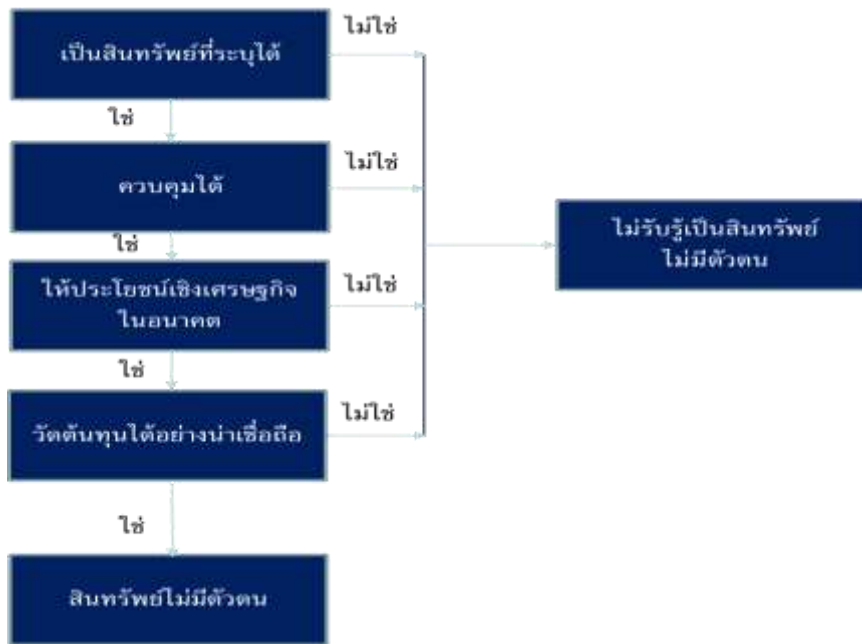 เป็นสินทรัพย์ที่ระบุได้
ไม่ใช่
ใช่
ควบคุมได้
ไม่ใช่
ใช่
ให้ประโยชน์เชิงเศรษฐกิจ
ในอนาคต
ไม่ใช่
ใช่
วัดต้นทุนได้อย่างน่าเชื่อถือ
ไม่ใช่
ใช่
สินทรัพย์ไม่มีตัวตน
ไม่รับรู้เป็นสินทรัพย์
ไม่มีตัวตน